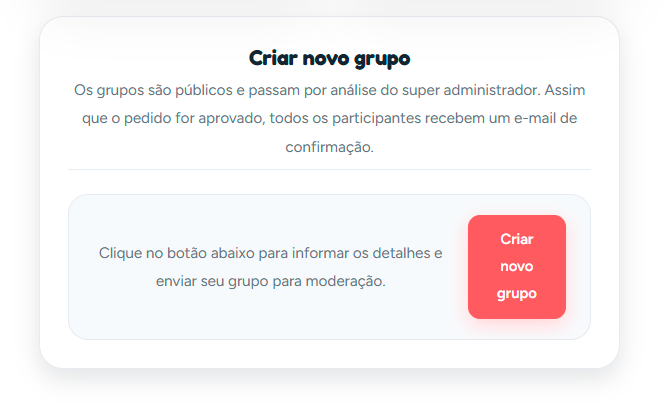 Criar novo grupo
Os grupos são públicos e passam por análise do super administrador. Assim
que o pedido for aprovado, todos os participantes recebem um e-mail de
confirmação.
Clique no botão abaixo para informar os detalhes e
enviar seu grupo para moderação.
Criar
novo
grupo